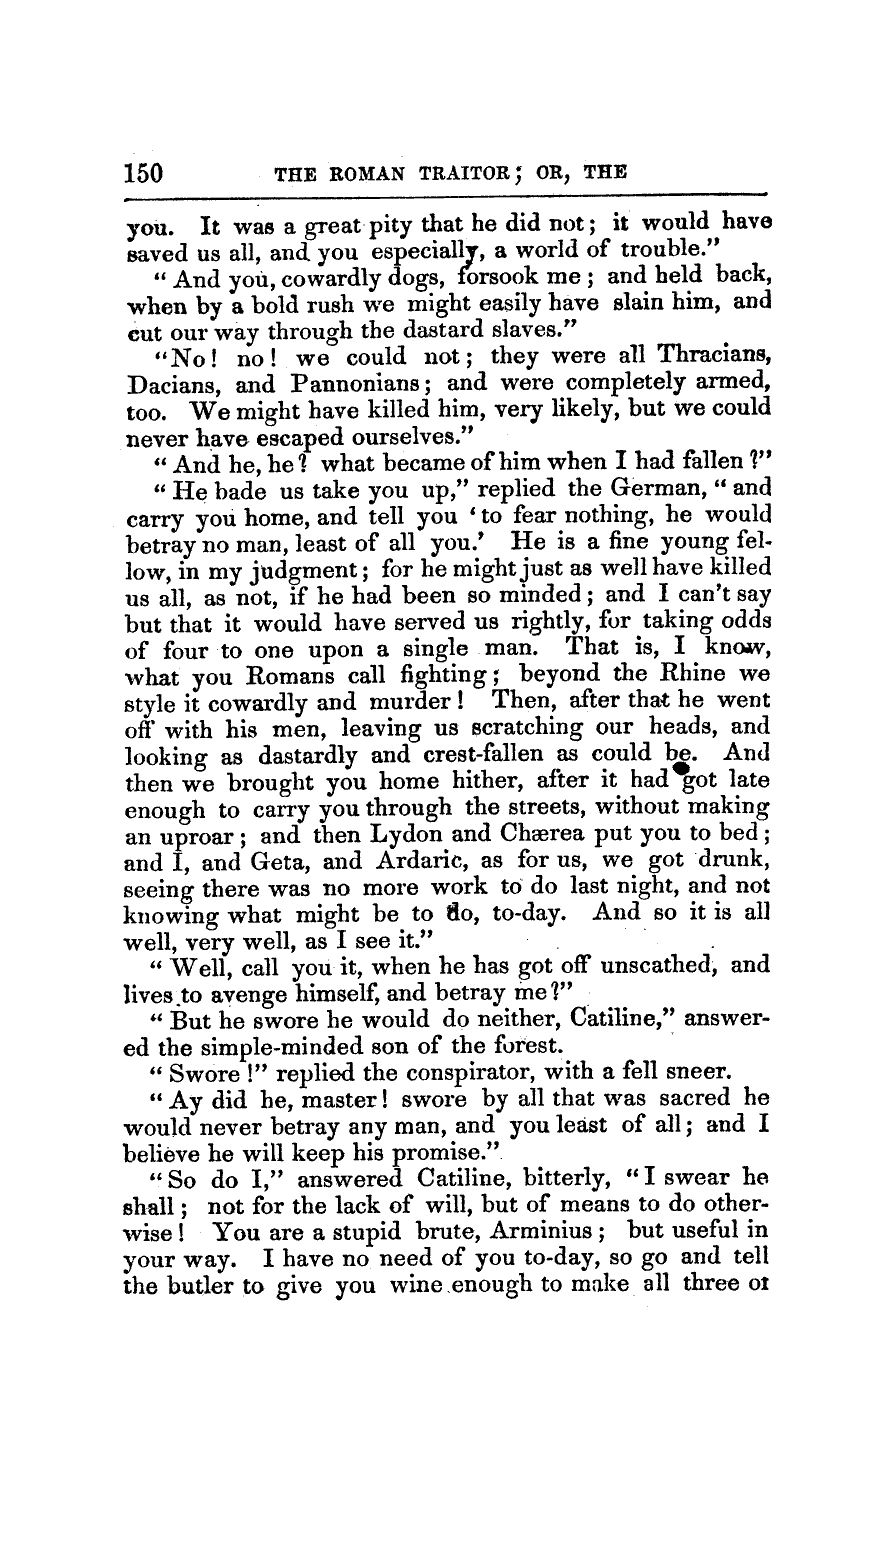 150 THE ROMAN TRAITOR; OR, THE
you. It was a great pity that he did not; it would have
saved us all, and you especially, a world of trouble.”
“And you, cowardly dogs, forsook me; and held back,
when by a bold rush we might easily have slain him, and
cut our way through the dastard slaves.”
“No! no! we could not; they were all Thracians,
Dacians, and Pannonians; and were completely armed,
too. We might have killed him, very likely, but we could
never have escaped ourselves.”
“And he, he? what became of him when I had fallen?”
“He bade us take you up,” replied the German, “and
carry you home, and tell you ‘to fear nothing, he would
betray no man, least of all you.’ He is a fine young fel-
low, in my judgment; for he might just as well have killed
us all, as not, if he had been so minded; and I can’t say
but that it would have served us rightly, for taking odds
of four to one upon a single man. That is, I know,
what you Romans call fighting; beyond the Rhine we
style it cowardly and murder! Then, after that he went
off with his men, leaving us scratching our heads, and
looking as dastardly and crest-fallen as could be. And
then we brought you home hither, after it had got late
enough to carry you through the streets, without making
an uproar; and then Lydon and Chærea put you to bed;
and I, and Geta, and Ardaric, as for us, we got drunk,
seeing there was no more work to do last night, and not
knowing what might be to do, to-day. And so it is all
well, very well, as I see it.”
“Well, call you it, when he has got off unscathed, and
lives to avenge himself, and betray me?”
“But he swore he would do neither, Catiline,” answer-
ed the simple-minded son of the forest.
“Swore!” replied the conspirator, with a fell sneer.
“Ay did he, master! swore by all that was sacred he
would never betray any man, and you least of all; and I
believe he will keep his promise.”
“So do I,” answered Catiline, bitterly, “I swear he
shall; not for the lack of will, but of means to do other-
wise! You are a stupid brute, Arminius; but useful in
your way. I have no need of you to-day, so go and tell
the butler to give you wine enough to make all three of